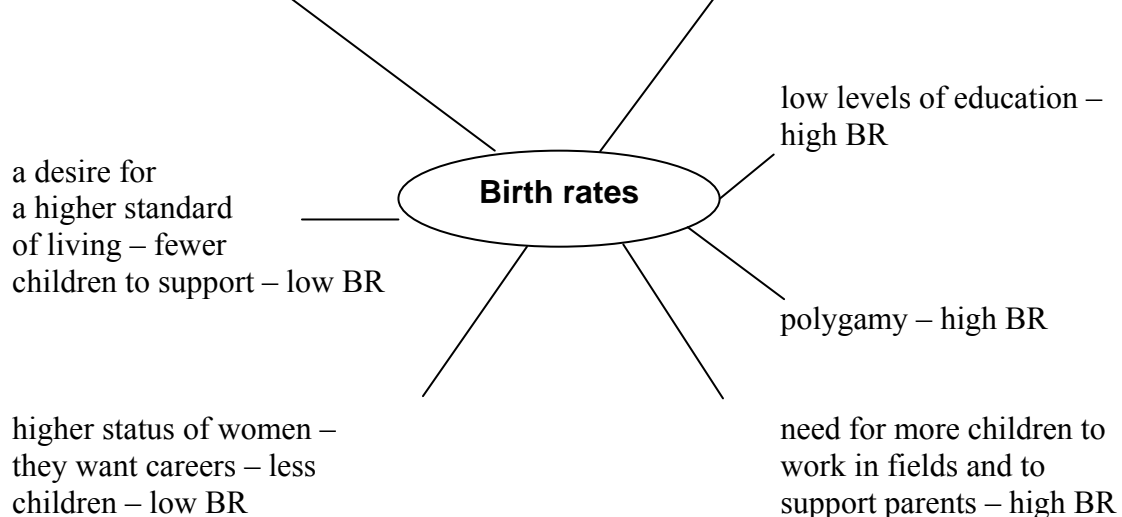 low levels of education –
high BR
Birth rates
a desire for
a higher standard
of living – fewer
children to support – low BR
polygamy – high BR
higher status of women –
they want careers – less
children – low BR
need for more children to
work in fields and to
support parents – high BR